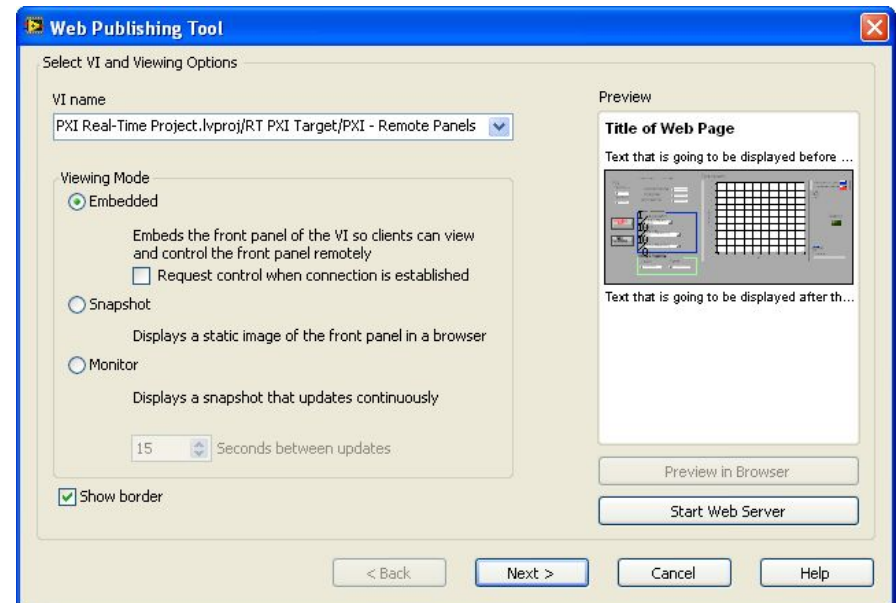 Web Publishing Tool
Select VI and Viewing Options
VI name
PXI Real-Time Project.lvproj/RT PXI Target/PXI - Remote Panels
Viewing Mode
Embedded
Embeds the front panel of the VI so clients can view
and control the front panel remotely
Request control when connection is established
Snapshot
Displays a static image of the front panel in a browser
Monitor
Displays a snapshot that updates continuously
15 Seconds between updates
Show border
Preview
Title of Web Page
Text that is going to be displayed before ...
Text that is going to be displayed after th...
Preview in Browser
Start Web Server
< Back
Next >
Cancel
Help